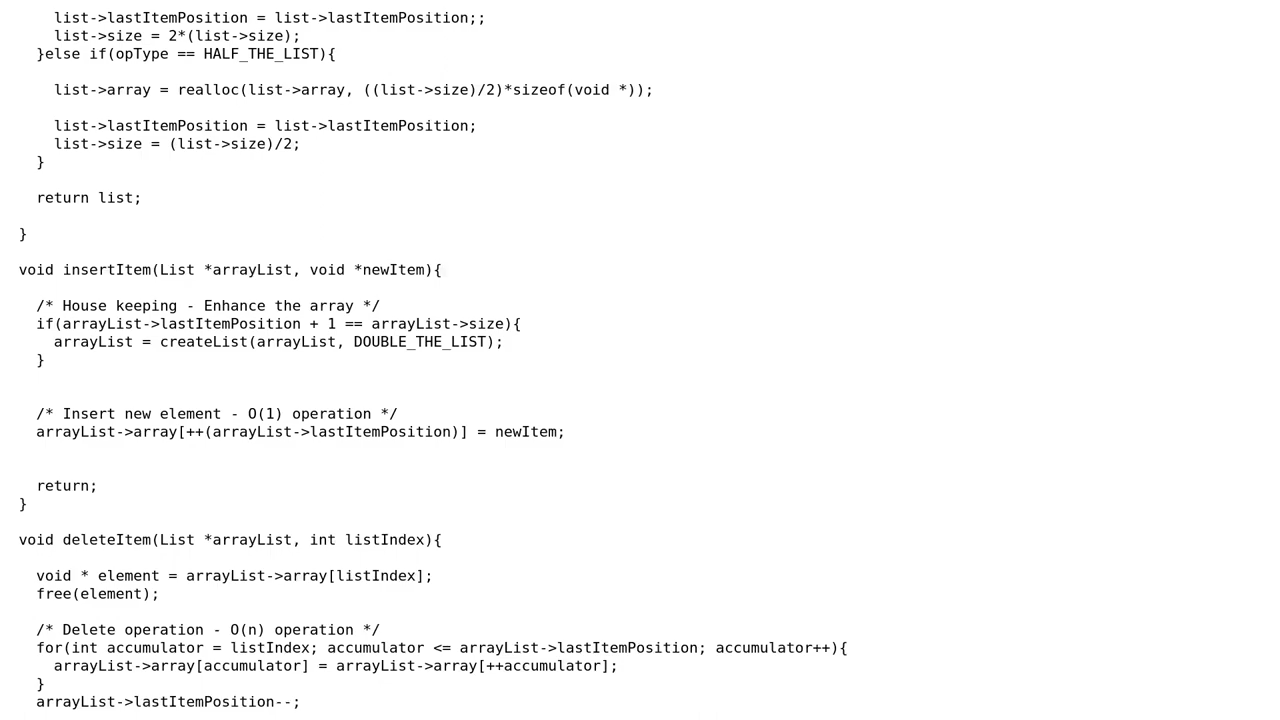 list->lastItemPosition = list->lastItemPosition;;
list->size = 2*(list->size);
}else if(opType == HALF_THE_LIST){
list->array = realloc(list->array, ((list->size)/2)*sizeof(void *));
list->lastItemPosition = list->lastItemPosition;
list->size = (list->size)/2;
}
return list;
}
void insertItem(List *arrayList, void *newItem){
/* House keeping - Enhance the array */
if(arrayList->lastItemPosition + 1 == arrayList->size){
arrayList = createList(arrayList, DOUBLE_THE_LIST);
}
/* Insert new element - O(1) operation */
arrayList->array[++(arrayList->lastItemPosition)] = newItem;
return;
}
void deleteItem(List *arrayList, int listIndex){
void * element = arrayList->array[listIndex];
free(element);
/* Delete operation - O(n) operation */
for(int accumulator = listIndex; accumulator <= arrayList->lastItemPosition; accumulator++){
arrayList->array[accumulator] = arrayList->array[++accumulator];
}
arrayList->lastItemPosition--;